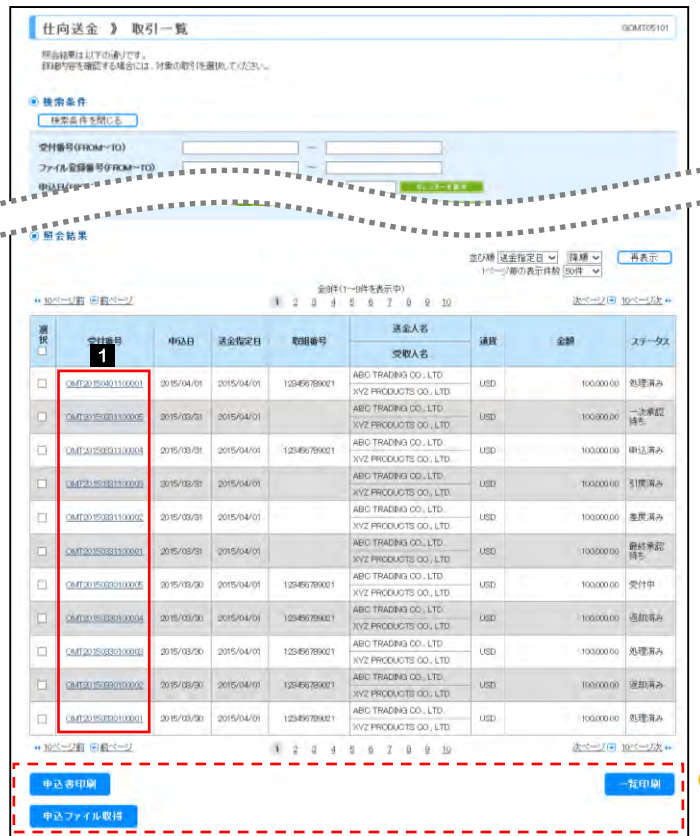 仕向送金 》 取引一覧
GOMT05101
照会結果は以下の通りです。
詳細内容を確認する場合には、対象の取引を選択してください。
検索条件
検索条件を閉じる
受付番号(FROM～TO)
～
ファイル登録番号(FROM～TO)
～
照会結果
並び順 送金指定日 降順 再表示
1ページ毎の表示件数 50件
全8件(1～8件を表示中)
10ページ前 前ページ 1 2 3 4 5 6 7 8 9 10 次ページ 10ページ次
選択 受付番号 申込日 送金指定日 取組番号 送金人名 通貨 金額 ステータス
受取人名
1
OMT20150401100001 2015/04/01 2015/04/01 123456789021 ABC TRADING CO., LTD. USD 100,000.00 処理済み
XYZ PRODUCTS CO., LTD.
OMT20150331100005 2015/03/31 2015/04/01 ABC TRADING CO., LTD. USD 100,000.00 一次承認待ち
XYZ PRODUCTS CO., LTD.
OMT20150331100004 2015/03/31 2015/04/01 123456789021 ABC TRADING CO., LTD. USD 100,000.00 申込済み
XYZ PRODUCTS CO., LTD.
OMT20150331100003 2015/03/31 2015/04/01 ABC TRADING CO., LTD. USD 100,000.00 引戻済み
XYZ PRODUCTS CO., LTD.
OMT20150331100002 2015/03/31 2015/04/01 ABC TRADING CO., LTD. USD 100,000.00 差戻済み
XYZ PRODUCTS CO., LTD.
OMT20150331100001 2015/03/31 2015/04/01 ABC TRADING CO., LTD. USD 100,000.00 最終承認待ち
XYZ PRODUCTS CO., LTD.
OMT20150330100005 2015/03/30 2015/04/01 123456789021 ABC TRADING CO., LTD. USD 100,000.00 受付中
XYZ PRODUCTS CO., LTD.
OMT20150330100004 2015/03/30 2015/04/01 123456789021 ABC TRADING CO., LTD. USD 100,000.00 返却済み
XYZ PRODUCTS CO., LTD.
OMT20150330100003 2015/03/30 2015/04/01 123456789021 ABC TRADING CO., LTD. USD 100,000.00 処理済み
XYZ PRODUCTS CO., LTD.
OMT20150330100002 2015/03/30 2015/04/01 123456789021 ABC TRADING CO., LTD. USD 100,000.00 返却済み
XYZ PRODUCTS CO., LTD.
OMT20150330100001 2015/03/30 2015/04/01 123456789021 ABC TRADING CO., LTD. USD 100,000.00 処理済み
XYZ PRODUCTS CO., LTD.
10ページ前 前ページ 1 2 3 4 5 6 7 8 9 10 次ページ 10ページ次
申込書印刷 一覧印刷
申込ファイル取得